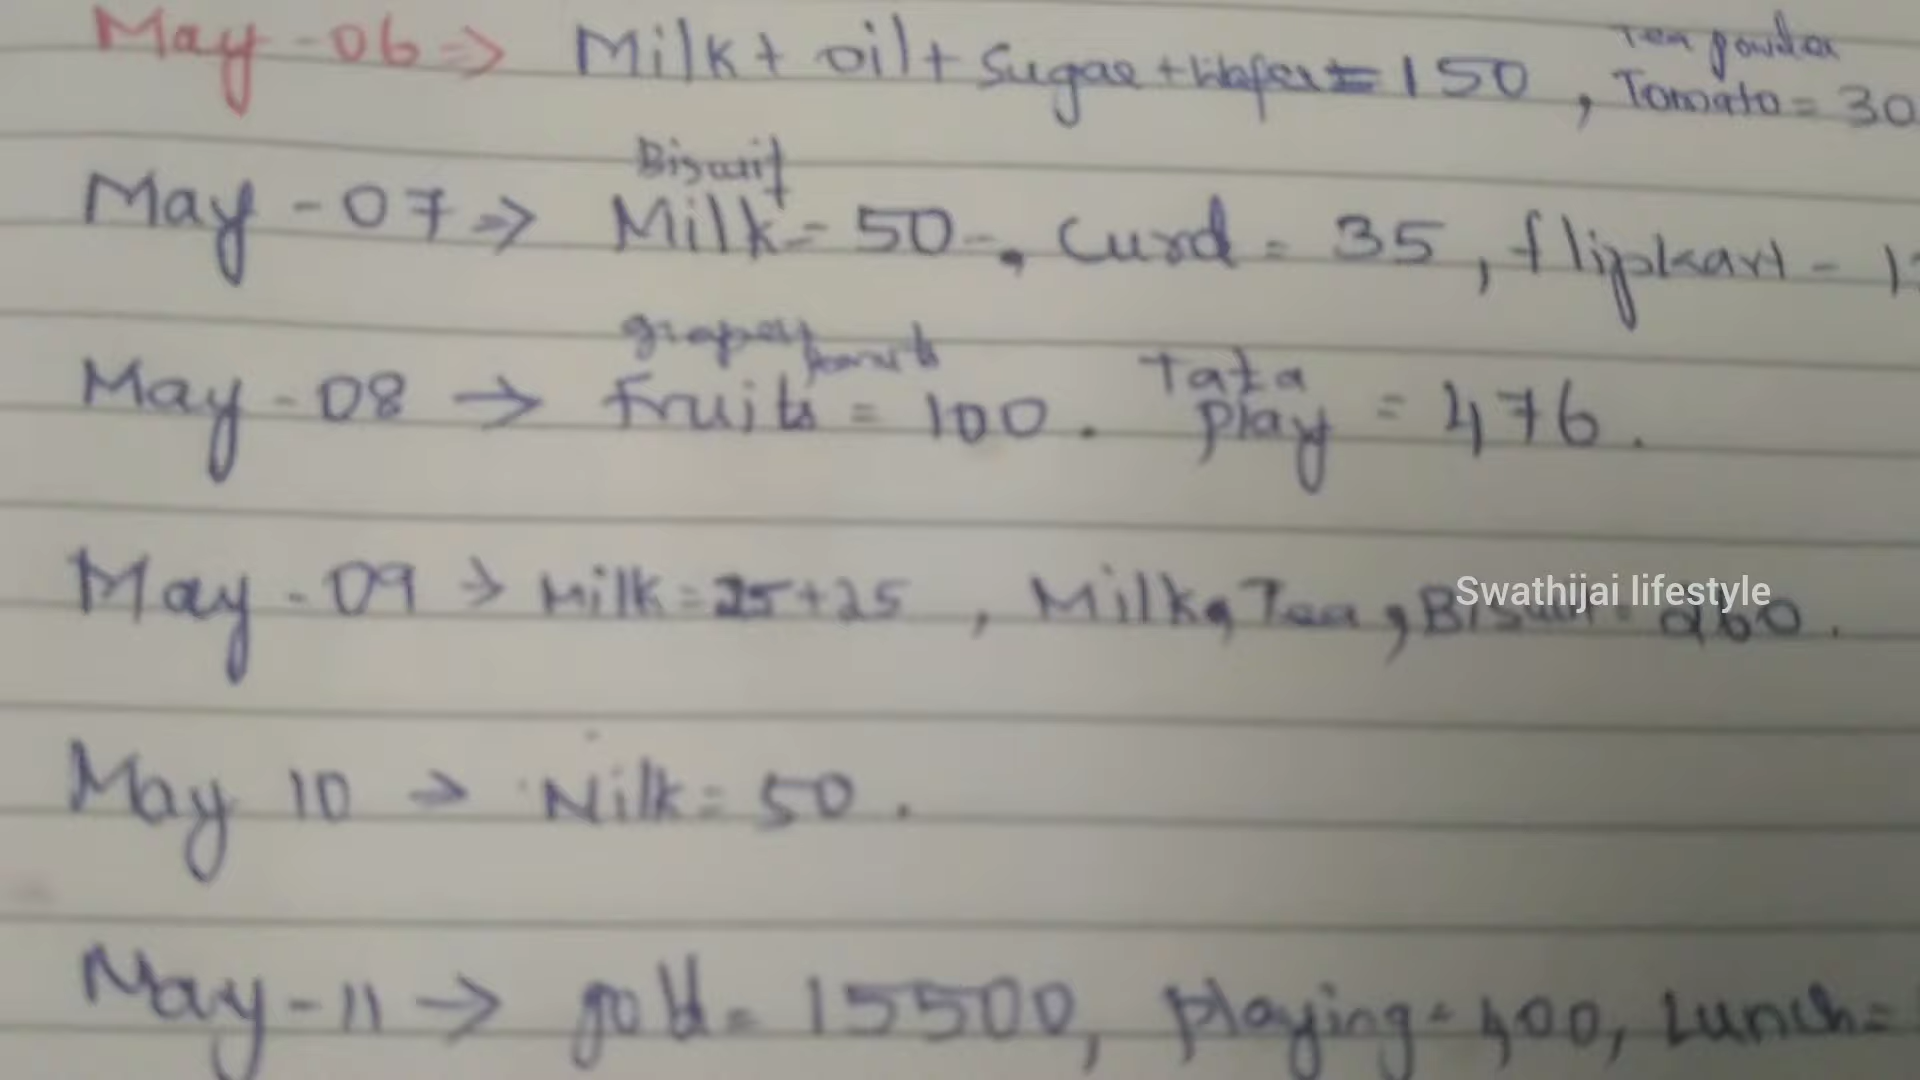 Tea powder
May - 06 => Milk + oil + Sugar + Wafer = 150 , Tomato = 30
Biscuit
May - 07 => Milk = 50 - , Curd = 35 , flipkart - 1
grapes
May - 08 → Fruits = 100 . Tata Play = 476 .
May - 09 → Milk = 25 + 25 , Milk, Tea , Biscuit = 260 .
Swathijai lifestyle
May 10 → Milk = 50 .
May - 11 → gold = 15500, playing = 400, Lunch =